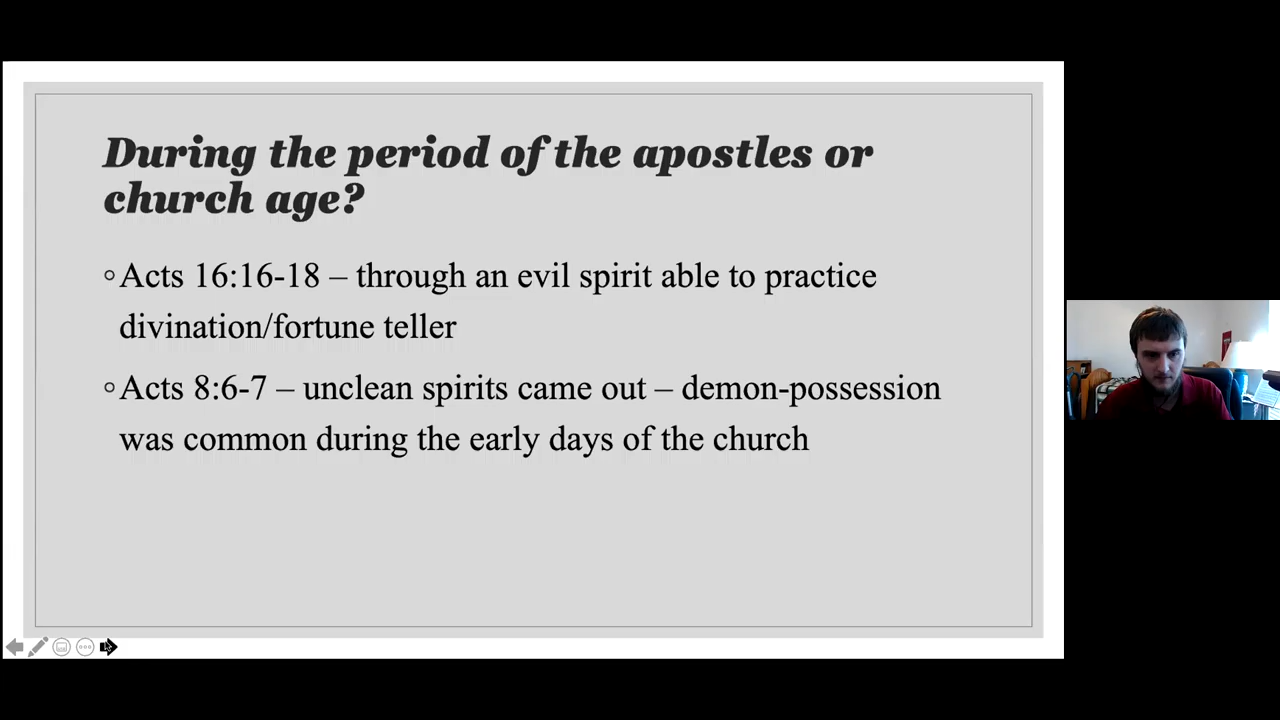 During the period of the apostles or
church age?
Acts 16:16-18 – through an evil spirit able to practice
divination/fortune teller
Acts 8:6-7 – unclean spirits came out – demon-possession
was common during the early days of the church